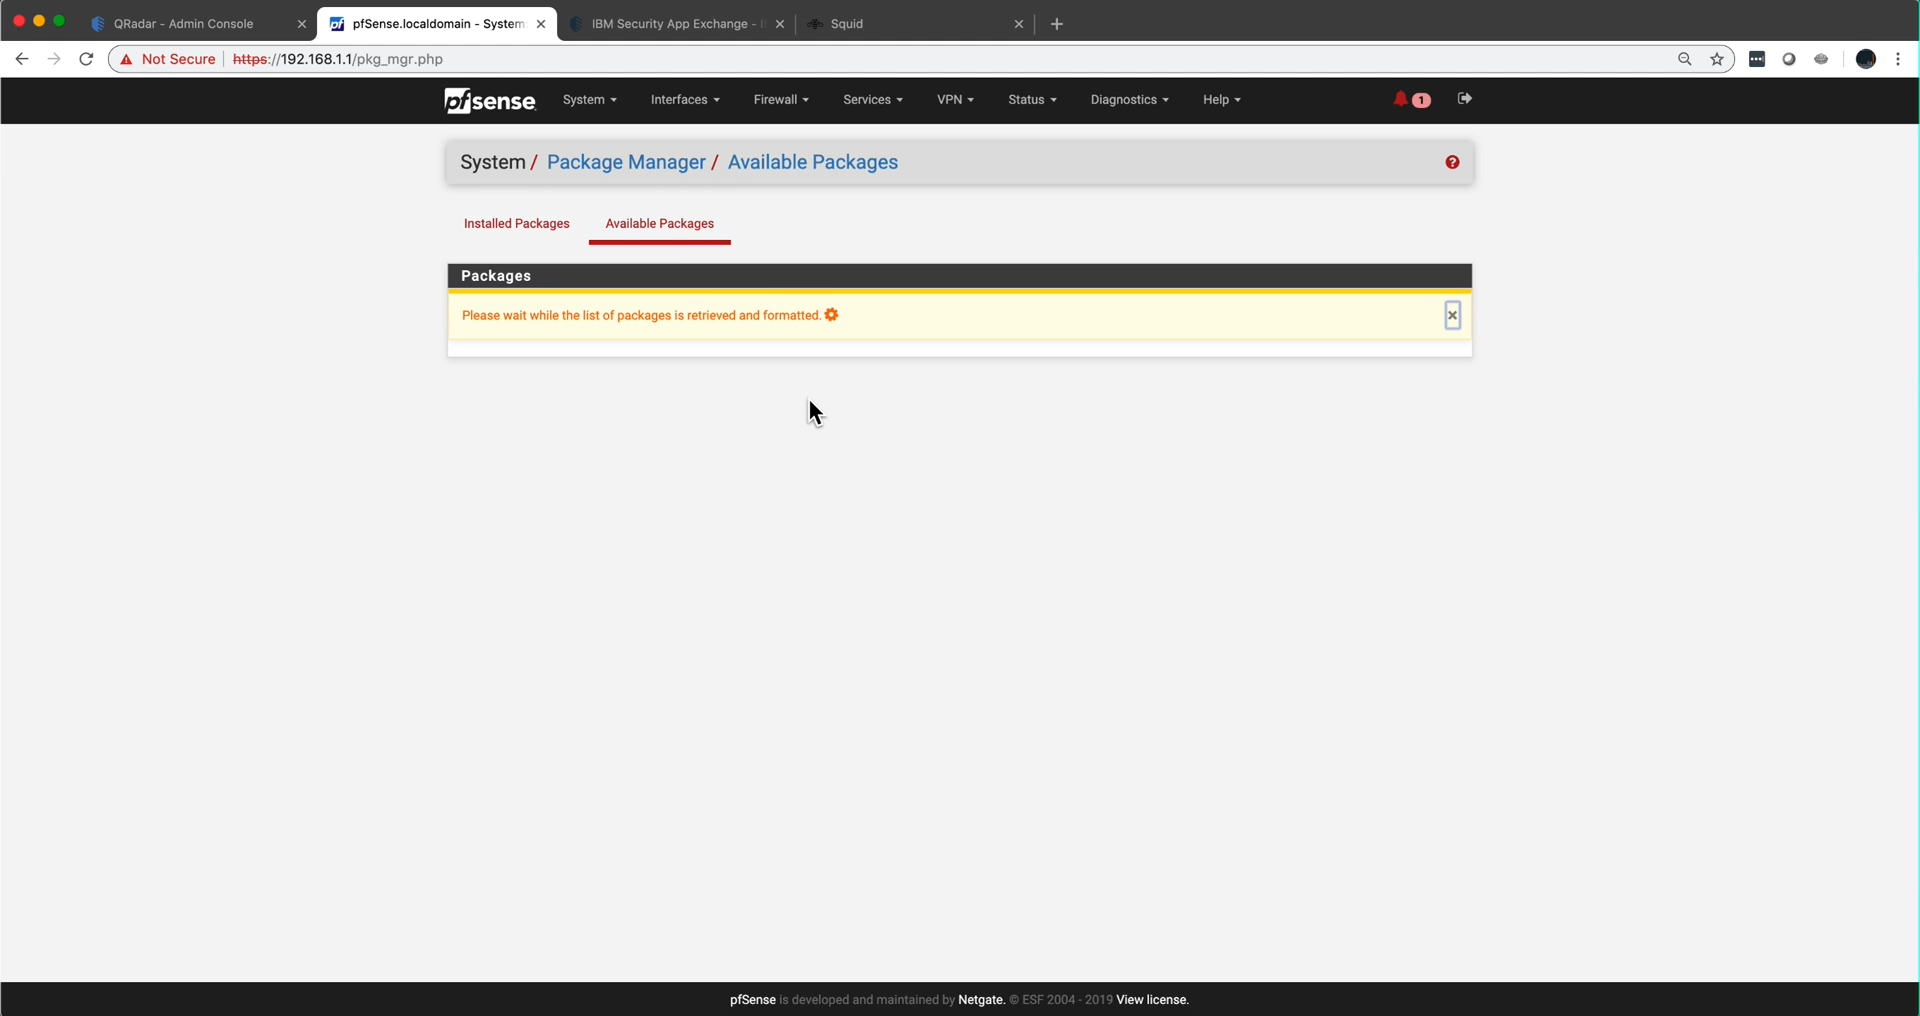 QRadar - Admin Console
pfSense.localdomain - System:
IBM Security App Exchange -
Squid
Not Secure
https://192.168.1.1/pkg_mgr.php
pfsense
System
Interfaces
Firewall
Services
VPN
Status
Diagnostics
Help
1
System / Package Manager / Available Packages
Installed Packages
Available Packages
Packages
Please wait while the list of packages is retrieved and formatted.
pfSense is developed and maintained by Netgate. © ESF 2004 - 2019 View license.